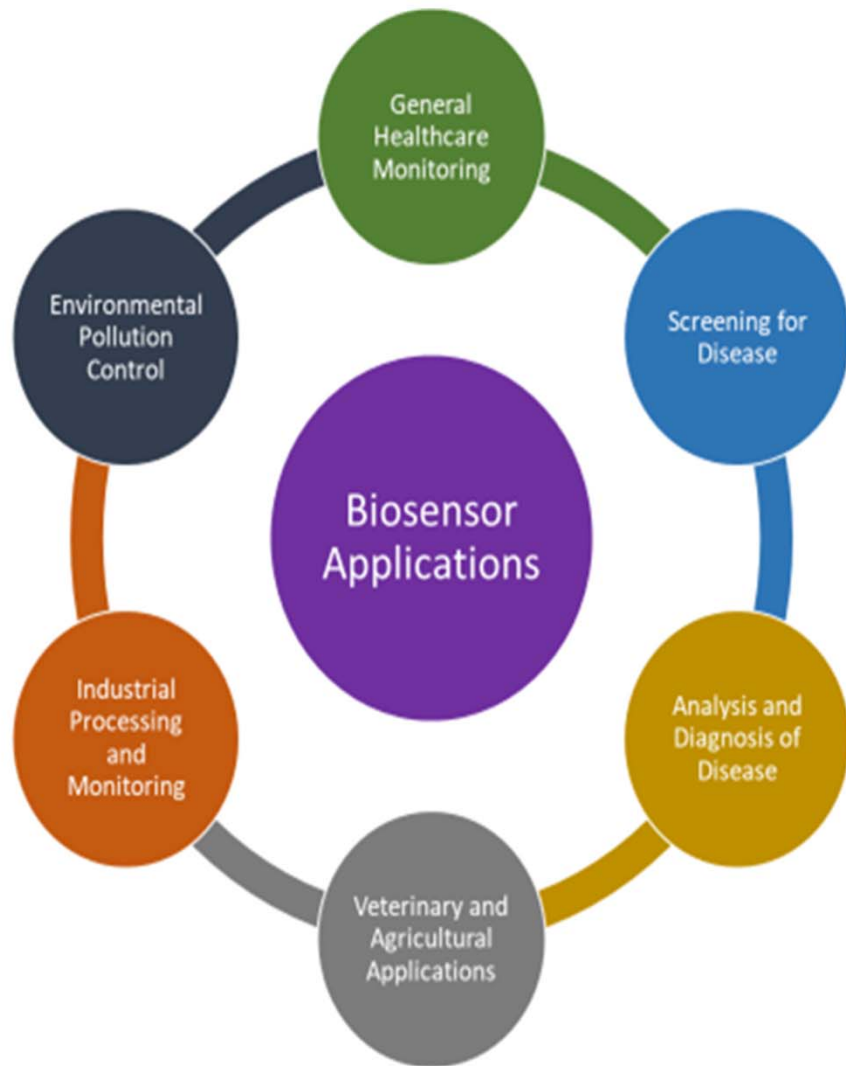 General
Healthcare
Monitoring
Screening for
Disease
Analysis and
Diagnosis of
Disease
Veterinary and
Agricultural
Applications
Industrial
Processing
and
Monitoring
Environmental
Pollution
Control
Biosensor
Applications